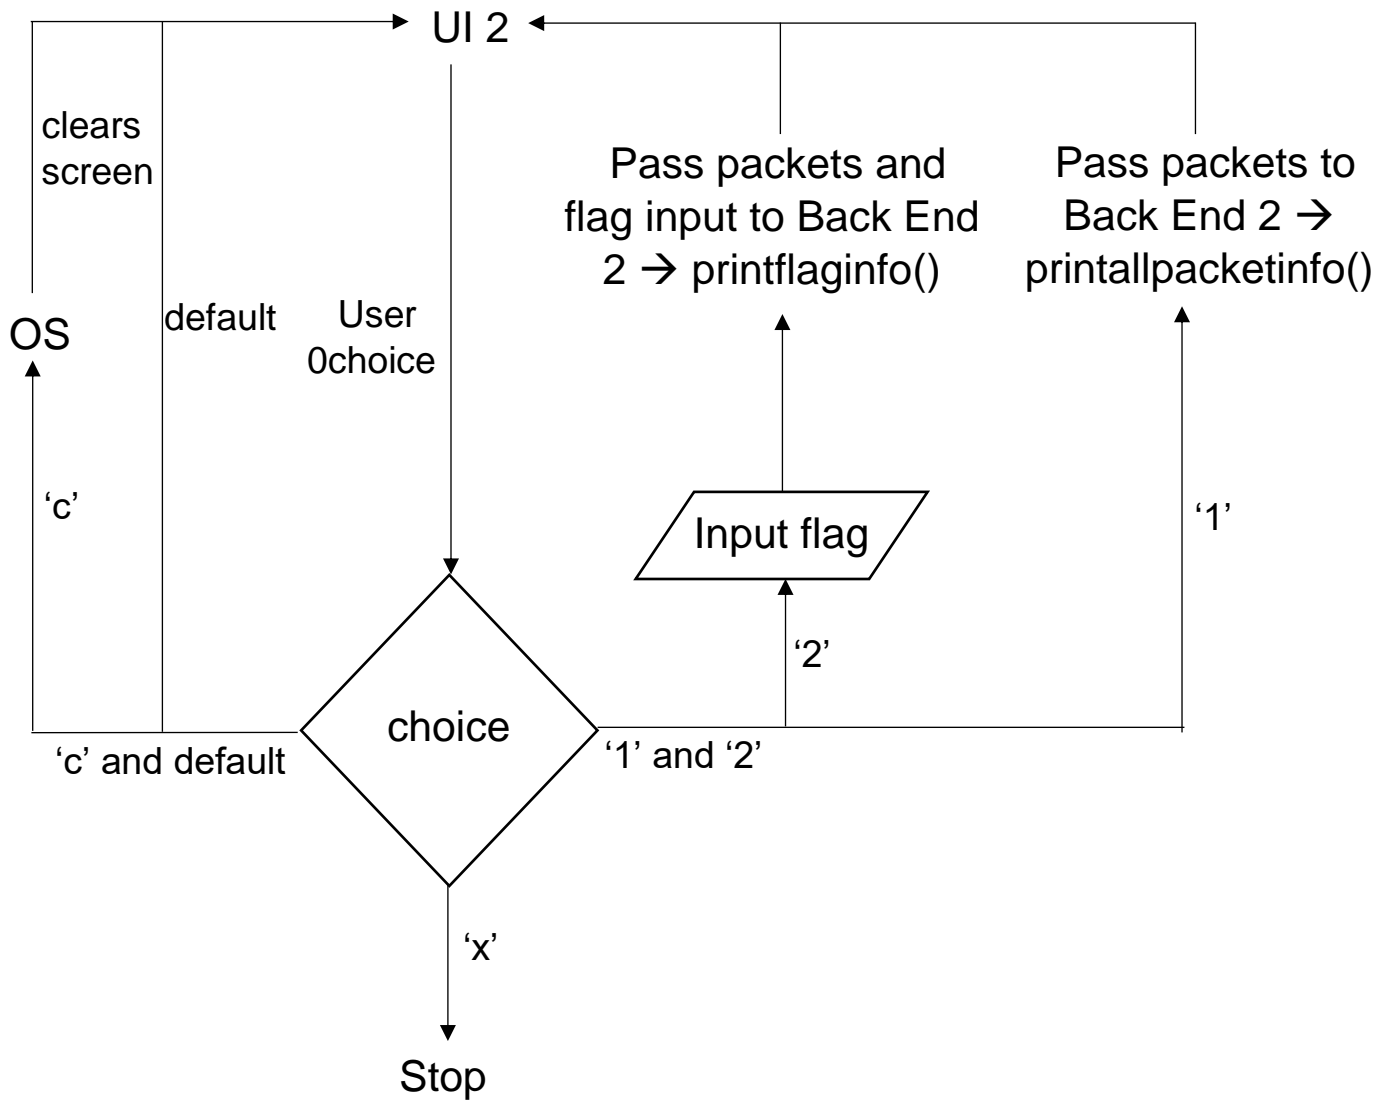 UI 2
clears
screen
Pass packets and
flag input to Back End
2 → printflaginfo()
Pass packets to
Back End 2 →
printallpacketinfo()
OS
default
User
0choice
‘c’
Input flag
‘1’
‘2’
choice
‘c’ and default
‘1’ and ‘2’
‘x’
Stop